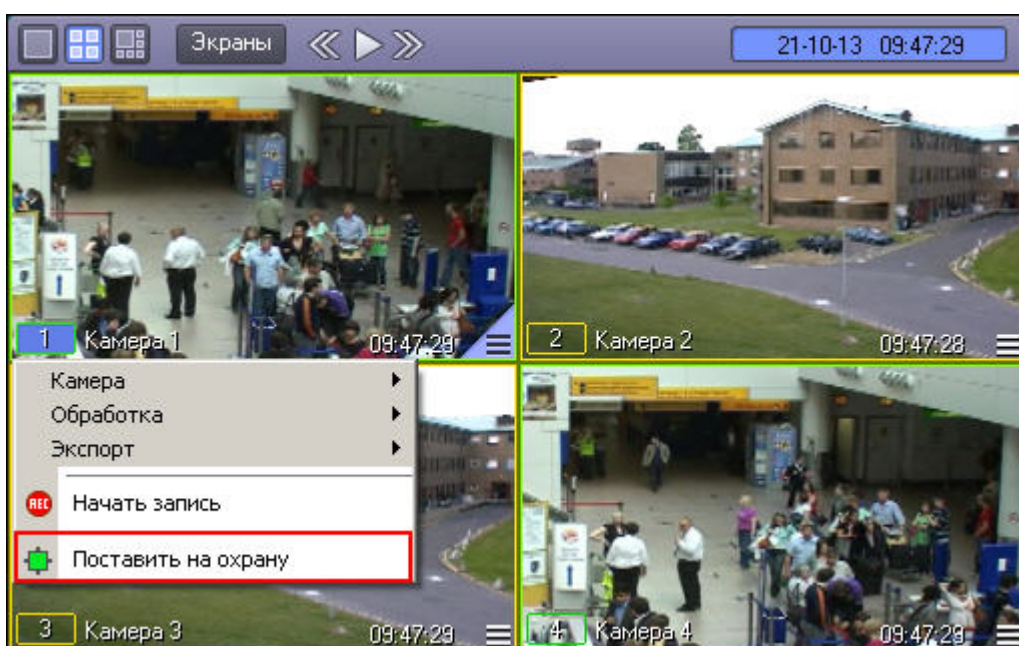 Экраны
21-10-13 09:47:29
1 Камера 1 09:47:29
2 Камера 2 09:47:28
Камера
Обработка
Экспорт
REC Начать запись
Поставить на охрану
3 Камера 3 09:47:29
4 Камера 4 09:47:29